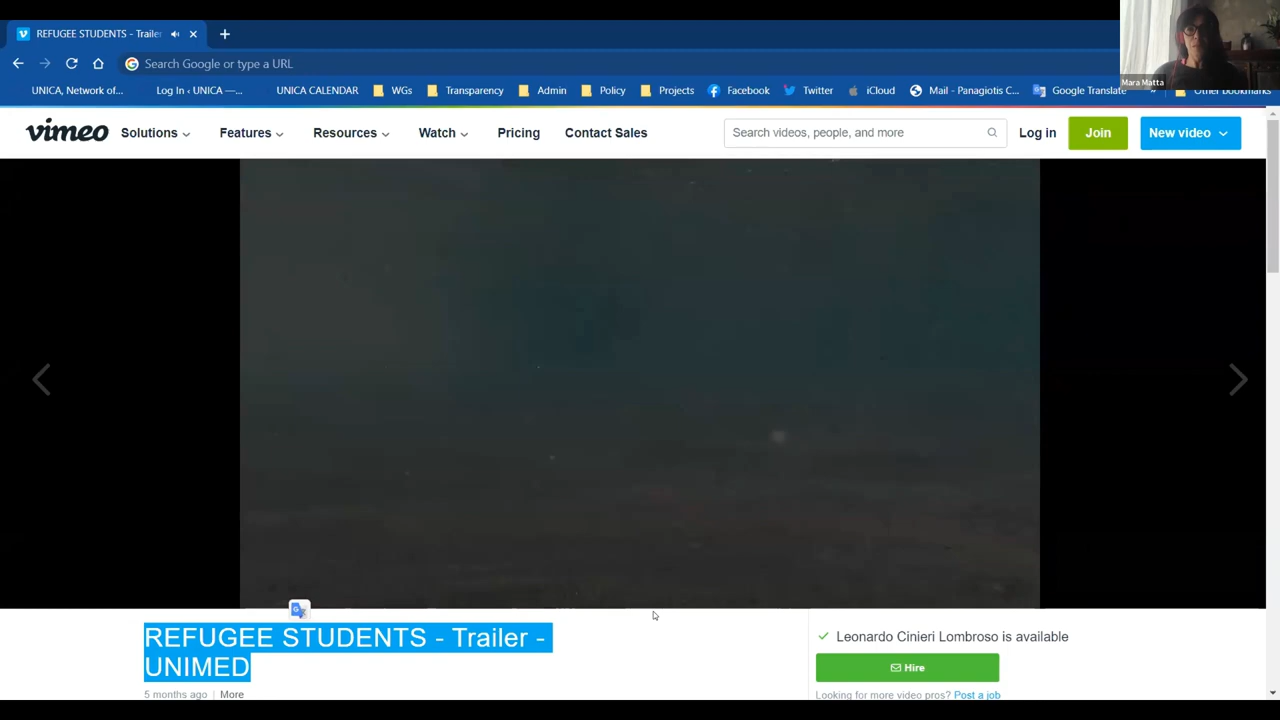 REFUGEE STUDENTS - Trailer
Search Google or type a URL
Mara Matta
UNICA, Network of...
Log In ‹ UNICA —...
UNICA CALENDAR
WGs
Transparency
Admin
Policy
Projects
Facebook
Twitter
iCloud
Mail - Panagiotis C...
Google Translate
»
Other bookmarks
vimeo
Solutions
Features
Resources
Watch
Pricing
Contact Sales
Search videos, people, and more
Log in
Join
New video
REFUGEE STUDENTS - Trailer -
UNIMED
5 months ago | More
Leonardo Cinieri Lombroso is available
Hire
Looking for more video pros? Post a job